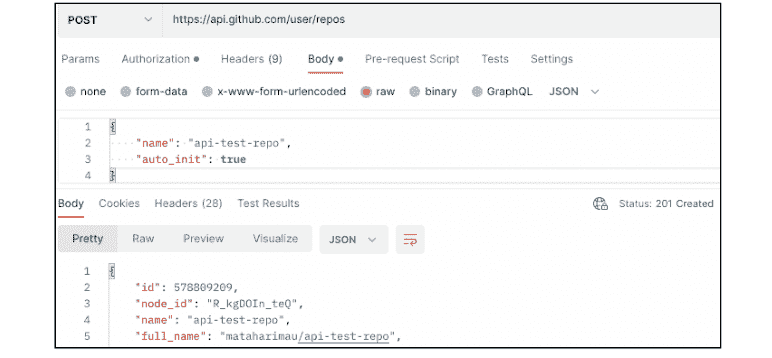 POST https://api.github.com/user/repos
Params Authorization Headers (9) Body Pre-request Script Tests Settings
none form-data x-www-form-urlencoded raw binary GraphQL JSON
1 {
2 "name": "api-test-repo",
3 "auto_init": true
4 }
Body Cookies Headers (28) Test Results Status: 201 Created
Pretty Raw Preview Visualize JSON
1 {
2 "id": 578809209,
3 "node_id": "R_kgDOIn_teQ",
4 "name": "api-test-repo",
5 "full_name": "mataharimau/api-test-repo",